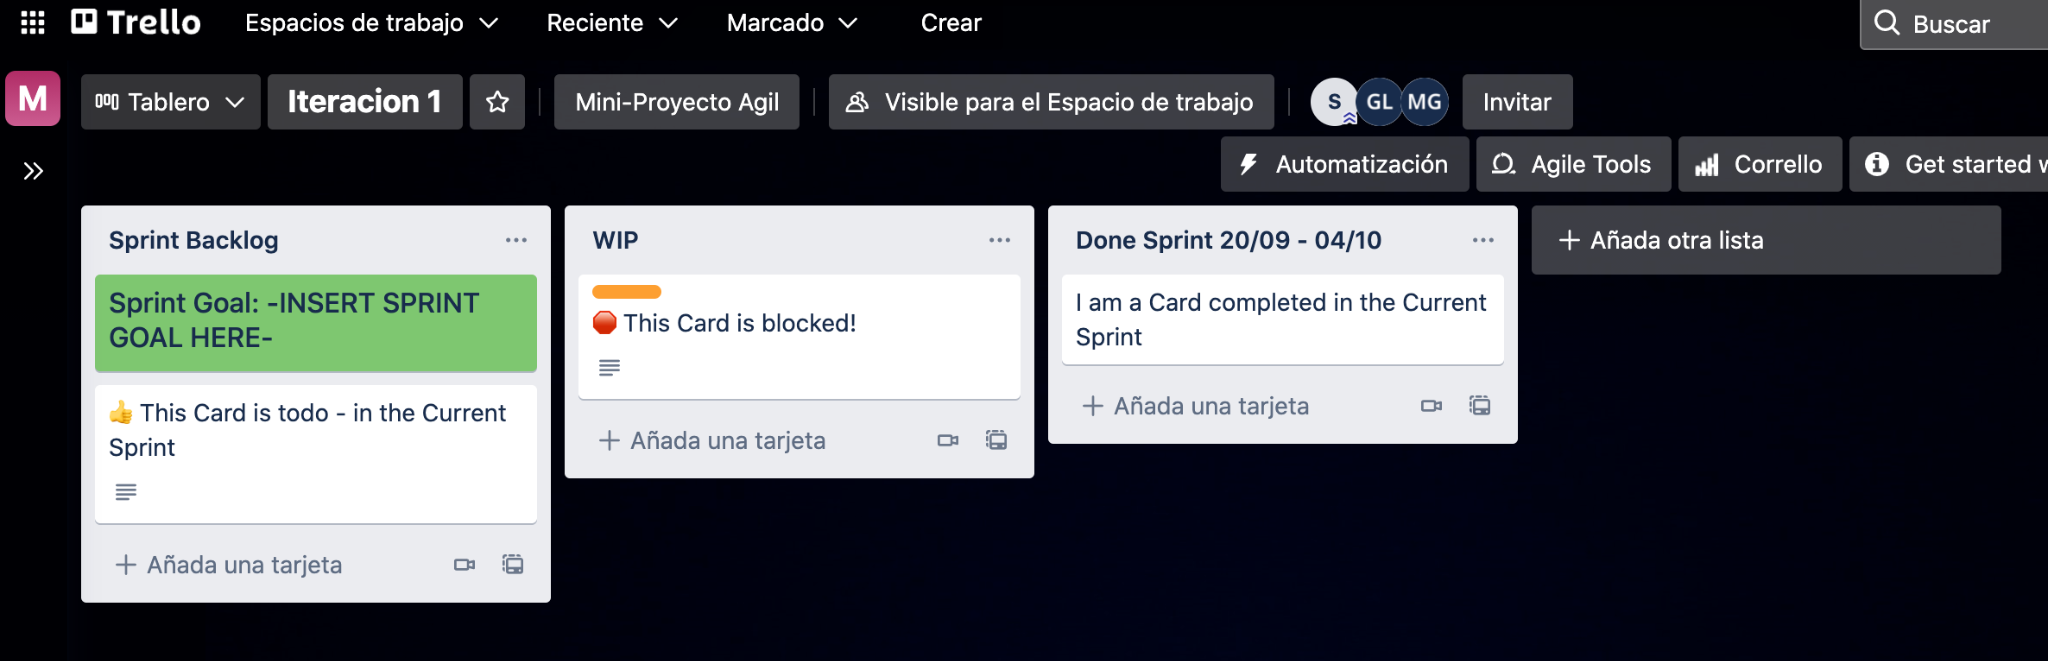 Trello Espacios de trabajo Reciente Marcado Crear Buscar
M Tablero Iteracion 1 Mini-Proyecto Agil Visible para el Espacio de trabajo S GL MG Invitar
Automatización Agile Tools Corrello Get started
Sprint Backlog
Sprint Goal: -INSERT SPRINT
GOAL HERE-
👍 This Card is todo - in the Current
Sprint
+ Añada una tarjeta
WIP
🛑 This Card is blocked!
+ Añada una tarjeta
Done Sprint 20/09 - 04/10
I am a Card completed in the Current
Sprint
+ Añada una tarjeta
+ Añada otra lista